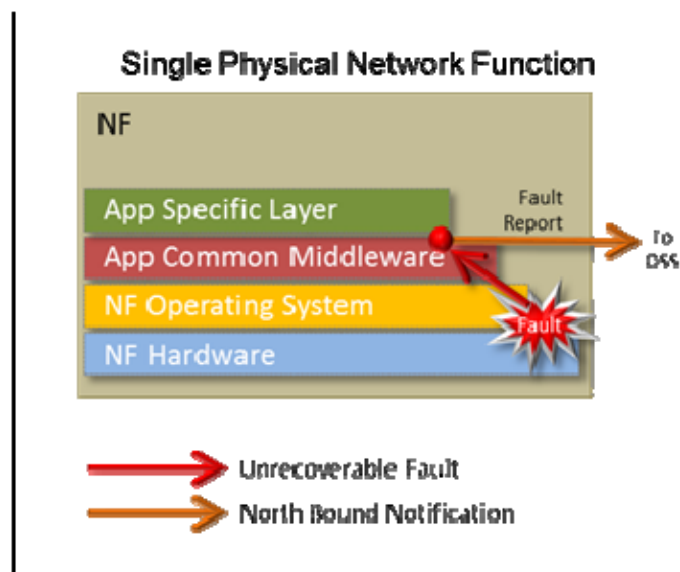 Single Physical Network Function
NF
App Specific Layer
Fault
Report
App Common Middleware
To
OSS
NF Operating System
Fault
NF Hardware
Unrecoverable Fault
North Bound Notification